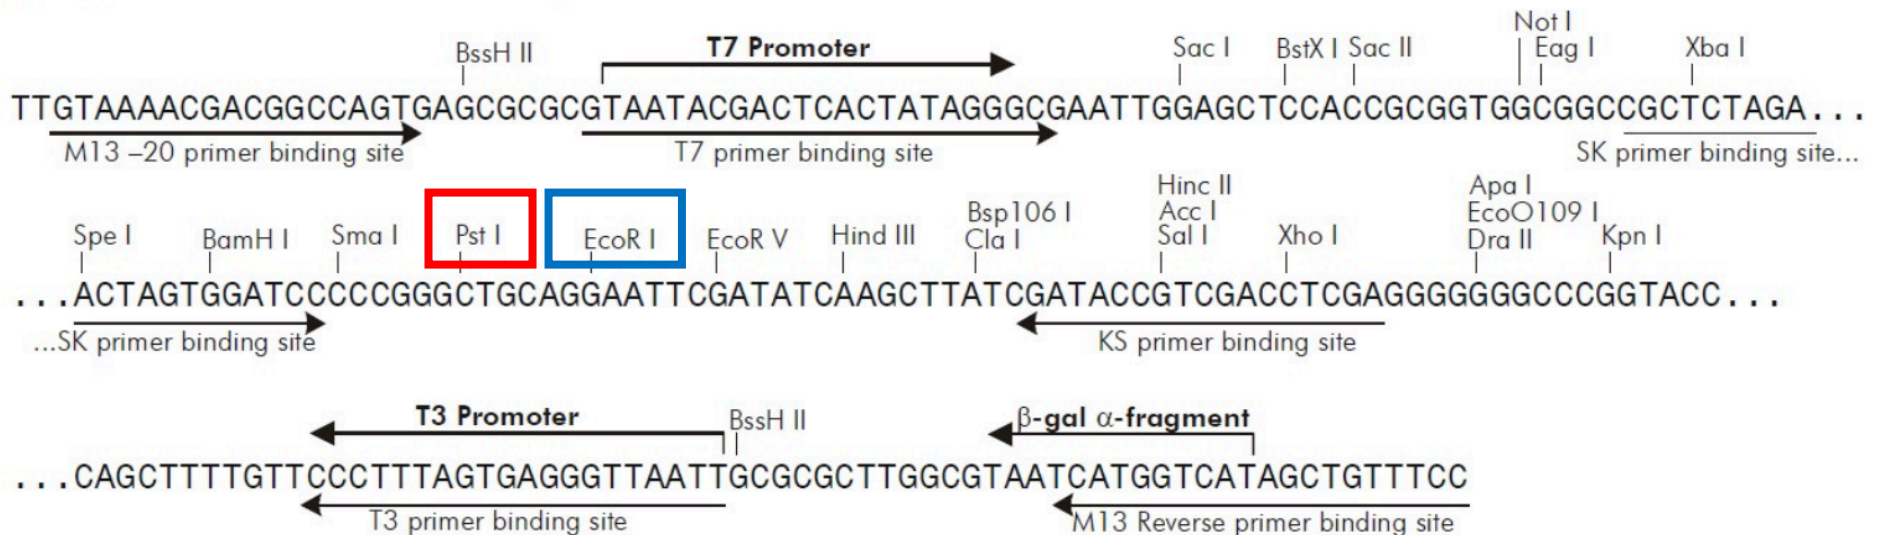 Not I
BssH II T7 Promoter Sac I BstX I Sac II Eag I Xba I
TTGTAAAACGACGGCCAGTGAGCGCGCGTAATACGACTCACTATAGGGCGAATTGGAGCTCCACCGCGGTGGCGGCCGCTCTAGA...
M13 –20 primer binding site T7 primer binding site SK primer binding site...
Hinc II Apa I
Bsp106 I Acc I EcoO109 I
Spe I BamH I Sma I Pst I EcoR I EcoR V Hind III Cla I Sal I Xho I Dra II Kpn I
...ACTAGTGGATCCCCCGGGCTGCAGGAATTCGATATCAAGCTTATCGATACCGTCGACCTCGAGGGGGGGCCCGGTACC...
...SK primer binding site KS primer binding site
T3 Promoter BssH II β-gal α-fragment
...CAGCTTTTGTTCCCTTTAGTGAGGGTTAATTGCGCGCTTGGCGTAATCATGGTCATAGCTGTTTCC
T3 primer binding site M13 Reverse primer binding site